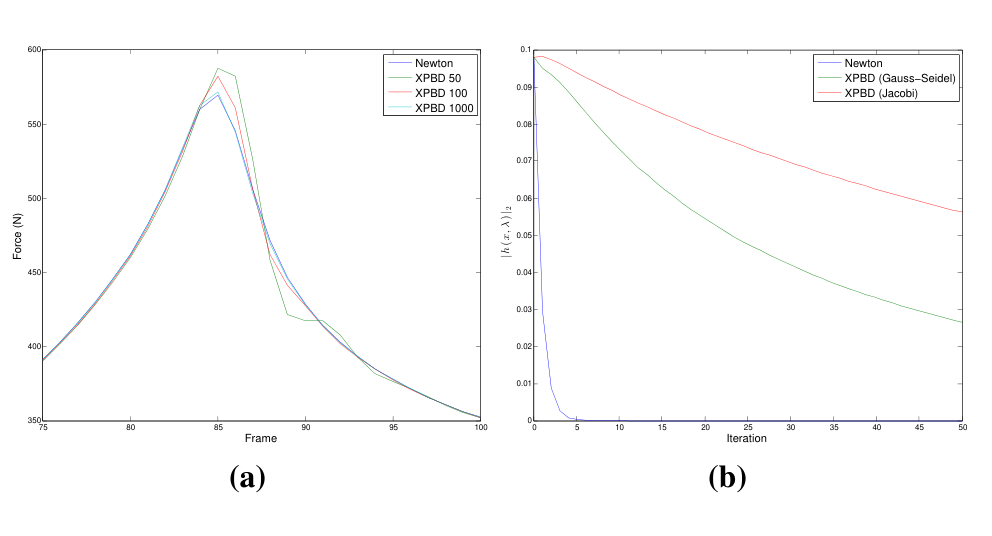 600
550
500
450
400
350
75
80
85
90
95
100
Force (N)
Frame
Newton
XPBD 50
XPBD 100
XPBD 1000
(a)
0.1
0.09
0.08
0.07
0.06
0.05
0.04
0.03
0.02
0.01
0
0
5
10
15
20
25
30
35
40
45
50
|h(x, λ)|₂
Iteration
Newton
XPBD (Gauss−Seidel)
XPBD (Jacobi)
(b)